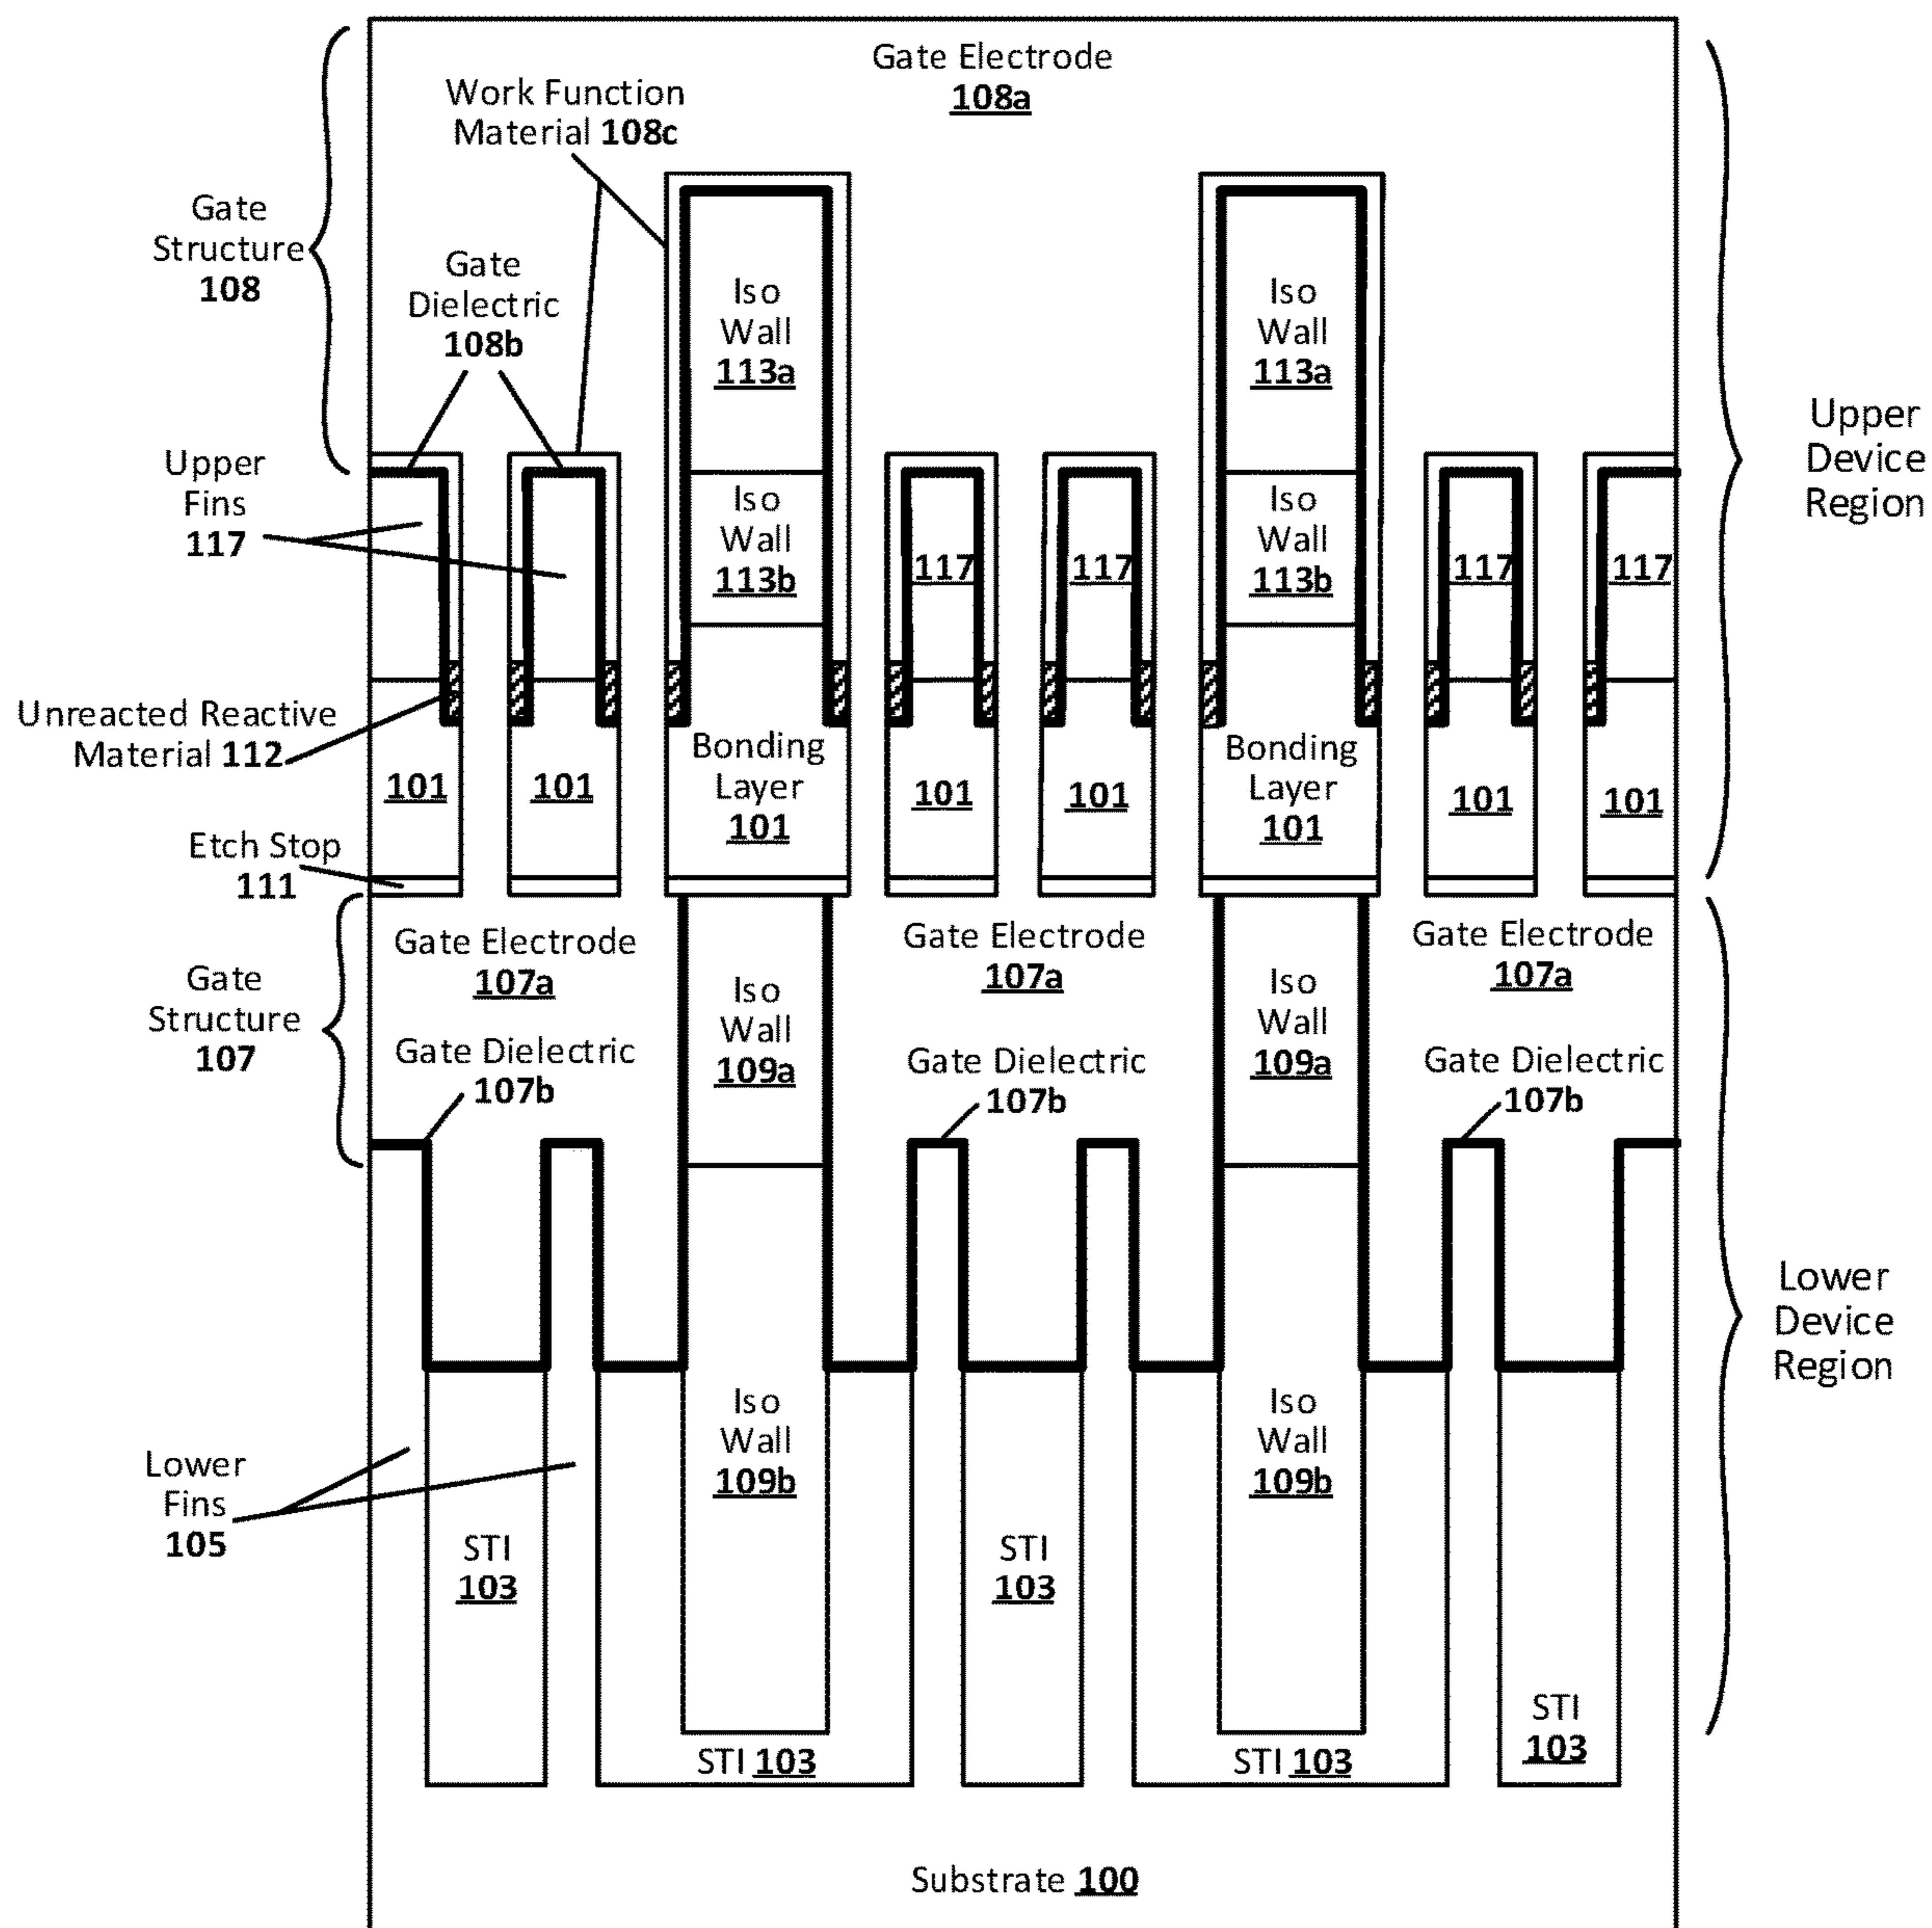 Gate Electrode
108a
Work Function
Material 108c
Gate
Structure
108
Gate
Dielectric
108b
Iso
Wall
113a
Iso
Wall
113a
Upper
Device
Region
Upper
Fins
117
Iso
Wall
113b
117
117
Iso
Wall
113b
117
117
Unreacted Reactive
Material 112
101
101
Bonding
Layer
101
101
101
Bonding
Layer
101
101
101
Etch Stop
111
Gate Electrode
107a
Gate Electrode
107a
Gate Electrode
107a
Gate
Structure
107
Iso
Wall
109a
Iso
Wall
109a
Gate Dielectric
107b
Gate Dielectric
107b
Gate Dielectric
107b
Lower
Device
Region
Iso
Wall
109b
Iso
Wall
109b
Lower
Fins
105
STI
103
STI
103
STI
103
STI 103
STI 103
Substrate 100